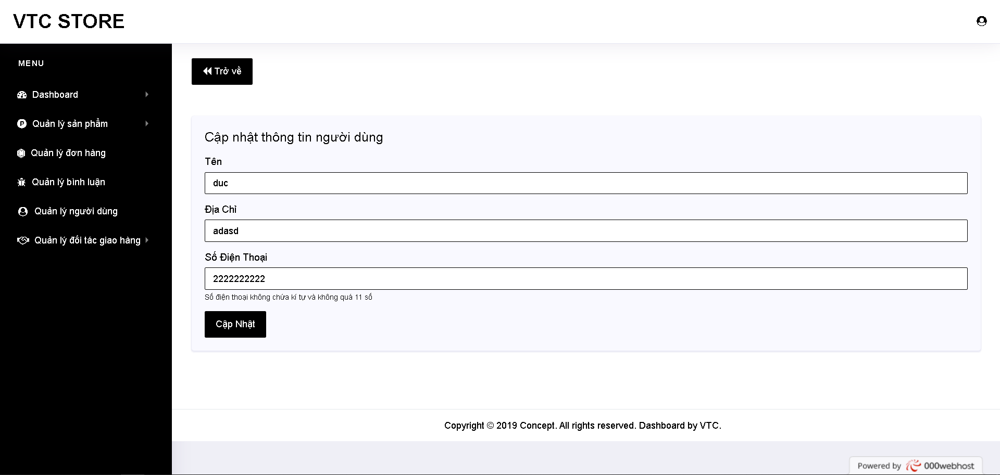 VTC STORE
MENU
Dashboard
Quản lý sản phẩm
Quản lý đơn hàng
Quản lý bình luận
Quản lý người dùng
Quản lý đối tác giao hàng
Trở về
Cập nhật thông tin người dùng
Tên
duc
Địa Chỉ
adasd
Số Điện Thoại
2222222222
Số điện thoại không chứa kí tự và không quá 11 số
Cập Nhật
Copyright © 2019 Concept. All rights reserved. Dashboard by VTC.
Powered by 000webhost